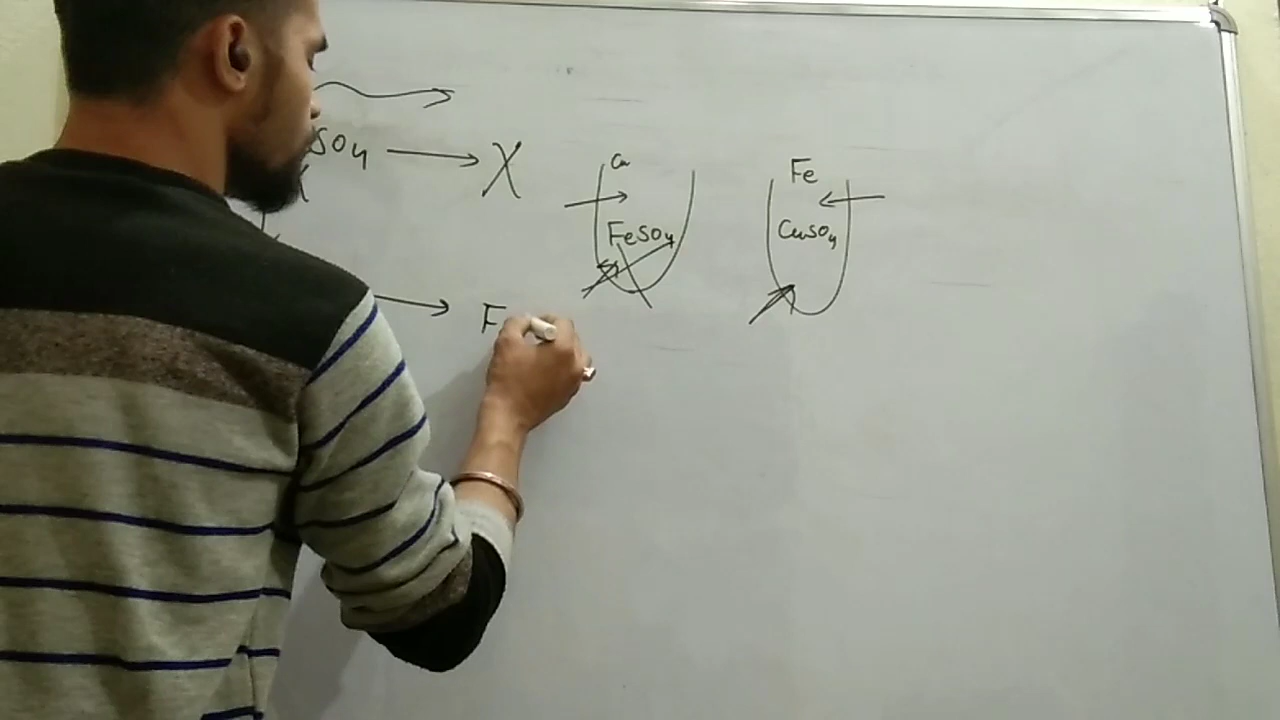 SO₄ → X
Cu
FeSO₄
Fe
CuSO₄
→ F